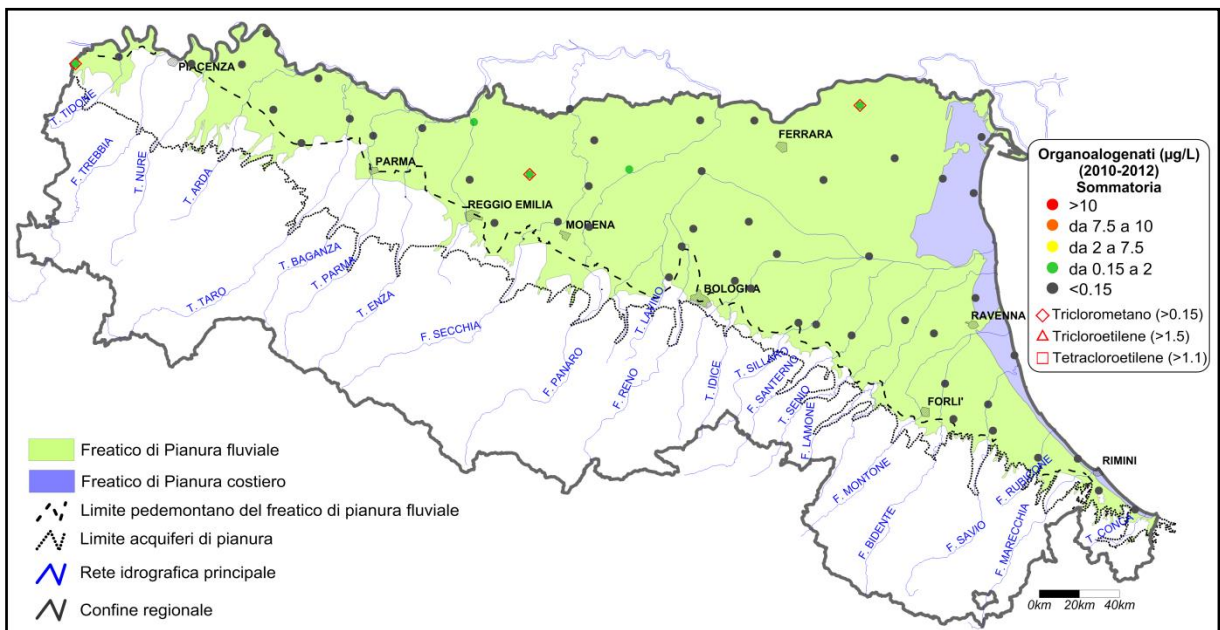 PIACENZA
T. TIDONE
F. TREBBIA
T. NURE
T. ARDA
PARMA
REGGIO EMILIA
MODENA
FERRARA
BOLOGNA
RAVENNA
FORLI'
RIMINI
T. TARO
T. BAGANZA
T. PARMA
T. ENZA
F. SECCHIA
F. PANARO
T. LAVINO
F. RENO
T. IDICE
T. SILLARO
F. SANTERNO
T. SENIO
F. LAMONE
F. MONTONE
F. BIDENTE
F. SAVIO
F. RUBICONE
F. MARECCHIA
T. CONCA
Organoalogenati (µg/L)
(2010-2012)
Sommatoria
>10
da 7.5 a 10
da 2 a 7.5
da 0.15 a 2
<0.15
Triclorometano (>0.15)
Tricloroetilene (>1.5)
Tetracloroetilene (>1.1)
Freatico di Pianura fluviale
Freatico di Pianura costiero
Limite pedemontano del freatico di pianura fluviale
Limite acquiferi di pianura
Rete idrografica principale
Confine regionale
0km 20km 40km